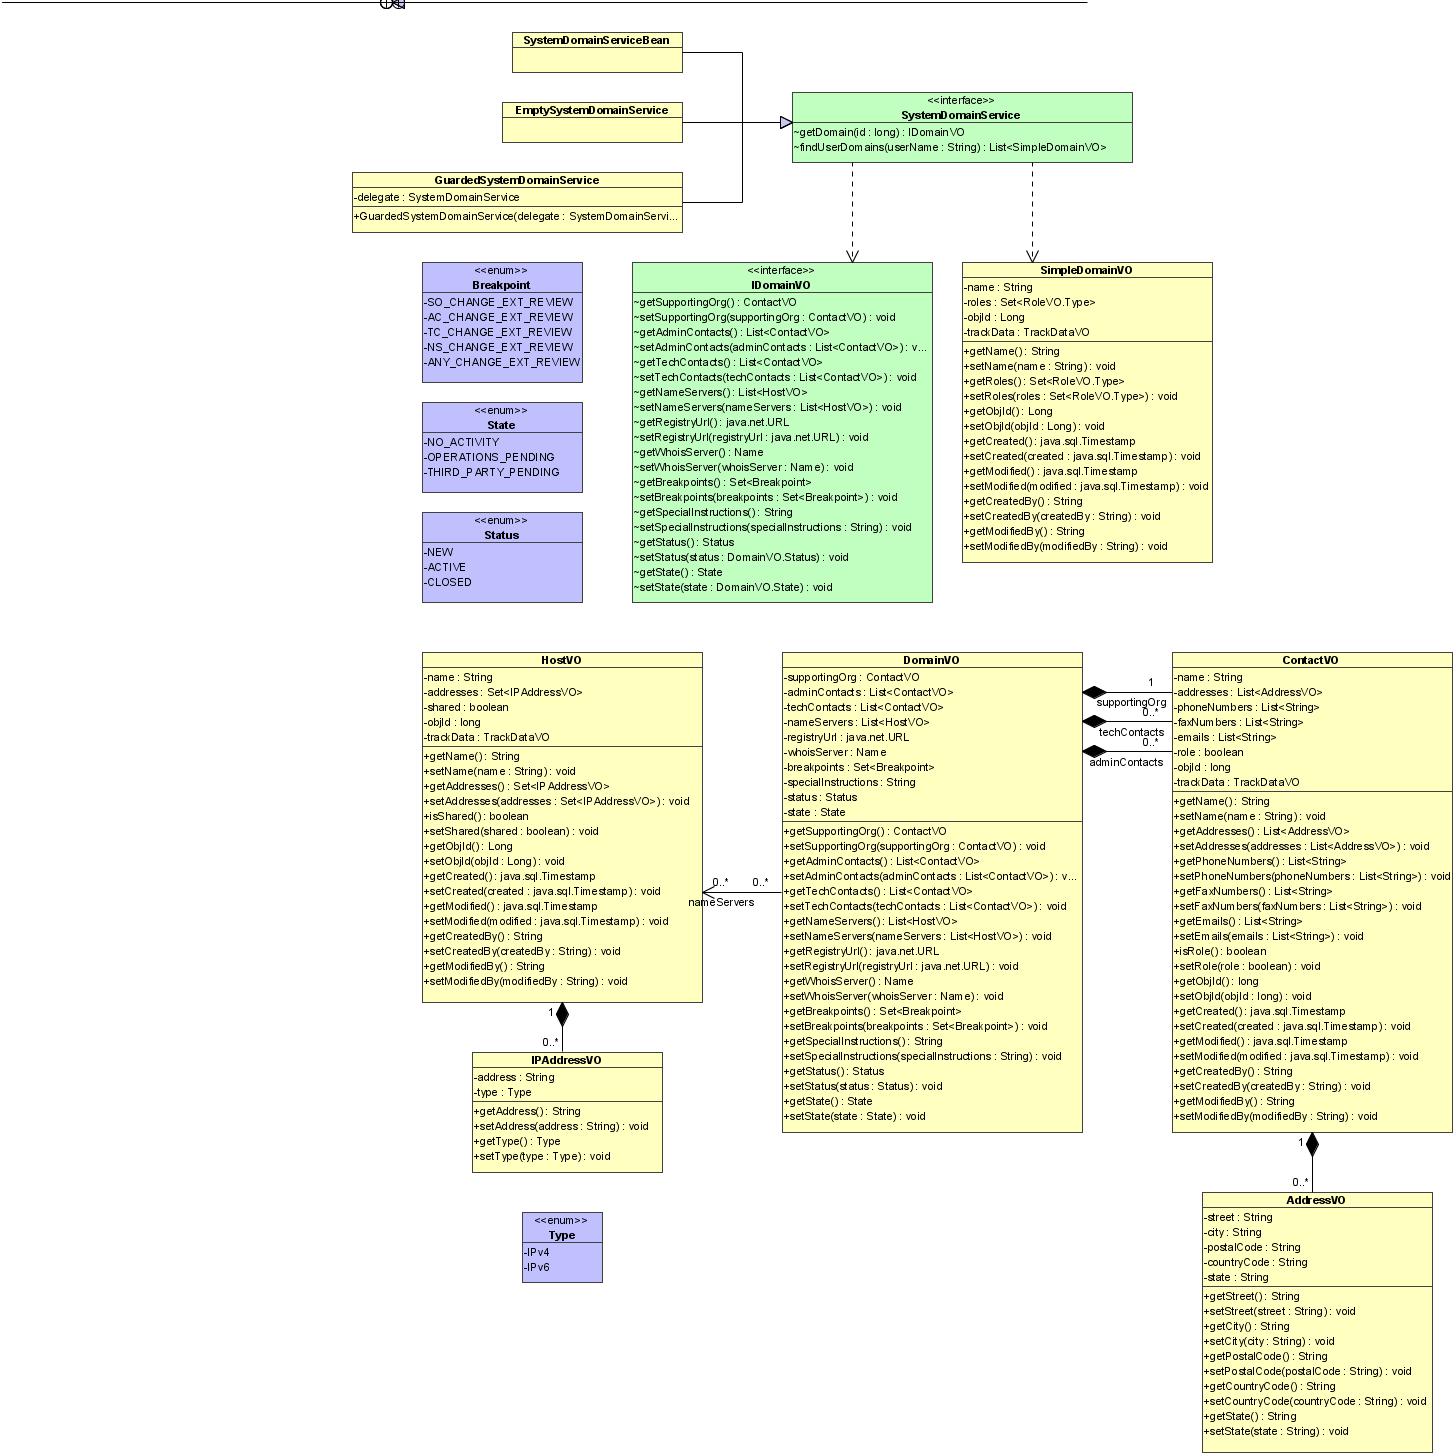 SystemDomainServiceBean
EmptySystemDomainService
<<interface>>
SystemDomainService
~getDomain(id : long) : IDomainVO
~findUserDomains(userName : String) : List<SimpleDomainVO>
GuardedSystemDomainService
-delegate : SystemDomainService
+GuardedSystemDomainService(delegate : SystemDomainServi...
<<enum>>
Breakpoint
-SO_CHANGE_EXT_REVIEW
-AC_CHANGE_EXT_REVIEW
-TC_CHANGE_EXT_REVIEW
-NS_CHANGE_EXT_REVIEW
-ANY_CHANGE_EXT_REVIEW
<<enum>>
State
-NO_ACTIVITY
-OPERATIONS_PENDING
-THIRD_PARTY_PENDING
<<enum>>
Status
-NEW
-ACTIVE
-CLOSED
<<interface>>
IDomainVO
~getSupportingOrg() : ContactVO
~setSupportingOrg(supportingOrg : ContactVO) : void
~getAdminContacts() : List<ContactVO>
~setAdminContacts(adminContacts : List<ContactVO>) : v...
~getTechContacts() : List<ContactVO>
~setTechContacts(techContacts : List<ContactVO>) : void
~getNameServers() : List<HostVO>
~setNameServers(nameServers : List<HostVO>) : void
~getRegistryUrl() : java.net.URL
~setRegistryUrl(registryUrl : java.net.URL) : void
~getWhoisServer() : Name
~setWhoisServer(whoisServer : Name) : void
~getBreakpoints() : Set<Breakpoint>
~setBreakpoints(breakpoints : Set<Breakpoint>) : void
~getSpecialInstructions() : String
~setSpecialInstructions(specialInstructions : String) : void
~getStatus() : Status
~setStatus(status : DomainVO.Status) : void
~getState() : State
~setState(state : DomainVO.State) : void
SimpleDomainVO
-name : String
-roles : Set<RoleVO.Type>
-objId : Long
-trackData : TrackDataVO
+getName() : String
+setName(name : String) : void
+getRoles() : Set<RoleVO.Type>
+setRoles(roles : Set<RoleVO.Type>) : void
+getObjId() : Long
+setObjId(objId : Long) : void
+getCreated() : java.sql.Timestamp
+setCreated(created : java.sql.Timestamp) : void
+getModified() : java.sql.Timestamp
+setModified(modified : java.sql.Timestamp) : void
+getCreatedBy() : String
+setCreatedBy(createdBy : String) : void
+getModifiedBy() : String
+setModifiedBy(modifiedBy : String) : void
HostVO
-name : String
-addresses : Set<IPAddressVO>
-shared : boolean
-objId : long
-trackData : TrackDataVO
+getName() : String
+setName(name : String) : void
+getAddresses() : Set<IPAddressVO>
+setAddresses(addresses : Set<IPAddressVO>) : void
+isShared() : boolean
+setShared(shared : boolean) : void
+getObjId() : Long
+setObjId(objId : Long) : void
+getCreated() : java.sql.Timestamp
+setCreated(created : java.sql.Timestamp) : void
+getModified() : java.sql.Timestamp
+setModified(modified : java.sql.Timestamp) : void
+getCreatedBy() : String
+setCreatedBy(createdBy : String) : void
+getModifiedBy() : String
+setModifiedBy(modifiedBy : String) : void
0..* 0..*
nameServers
DomainVO
-supportingOrg : ContactVO
-adminContacts : List<ContactVO>
-techContacts : List<ContactVO>
-nameServers : List<HostVO>
-registryUrl : java.net.URL
-whoisServer : Name
-breakpoints : Set<Breakpoint>
-specialInstructions : String
-status : Status
-state : State
+getSupportingOrg() : ContactVO
+setSupportingOrg(supportingOrg : ContactVO) : void
+getAdminContacts() : List<ContactVO>
+setAdminContacts(adminContacts : List<ContactVO>) : v...
+getTechContacts() : List<ContactVO>
+setTechContacts(techContacts : List<ContactVO>) : void
+getNameServers() : List<HostVO>
+setNameServers(nameServers : List<HostVO>) : void
+getRegistryUrl() : java.net.URL
+setRegistryUrl(registryUrl : java.net.URL) : void
+getWhoisServer() : Name
+setWhoisServer(whoisServer : Name) : void
+getBreakpoints() : Set<Breakpoint>
+setBreakpoints(breakpoints : Set<Breakpoint>) : void
+getSpecialInstructions() : String
+setSpecialInstructions(specialInstructions : String) : void
+getStatus() : Status
+setStatus(status : Status) : void
+getState() : State
+setState(state : State) : void
1
supportingOrg
0..*
techContacts
0..*
adminContacts
ContactVO
-name : String
-addresses : List<AddressVO>
-phoneNumbers : List<String>
-faxNumbers : List<String>
-emails : List<String>
-role : boolean
-objId : long
-trackData : TrackDataVO
+getName() : String
+setName(name : String) : void
+getAddresses() : List<AddressVO>
+setAddresses(addresses : List<AddressVO>) : void
+getPhoneNumbers() : List<String>
+setPhoneNumbers(phoneNumbers : List<String>) : void
+getFaxNumbers() : List<String>
+setFaxNumbers(faxNumbers : List<String>) : void
+getEmails() : List<String>
+setEmails(emails : List<String>) : void
+isRole() : boolean
+setRole(role : boolean) : void
+getObjId() : long
+setObjId(objId : long) : void
+getCreated() : java.sql.Timestamp
+setCreated(created : java.sql.Timestamp) : void
+getModified() : java.sql.Timestamp
+setModified(modified : java.sql.Timestamp) : void
+getCreatedBy() : String
+setCreatedBy(createdBy : String) : void
+getModifiedBy() : String
+setModifiedBy(modifiedBy : String) : void
1
0..*
IPAddressVO
-address : String
-type : Type
+getAddress() : String
+setAddress(address : String) : void
+getType() : Type
+setType(type : Type) : void
<<enum>>
Type
-IPv4
-IPv6
1
0..*
AddressVO
-street : String
-city : String
-postalCode : String
-countryCode : String
-state : String
+getStreet() : String
+setStreet(street : String) : void
+getCity() : String
+setCity(city : String) : void
+getPostalCode() : String
+setPostalCode(postalCode : String) : void
+getCountryCode() : String
+setCountryCode(countryCode : String) : void
+getState() : String
+setState(state : String) : void